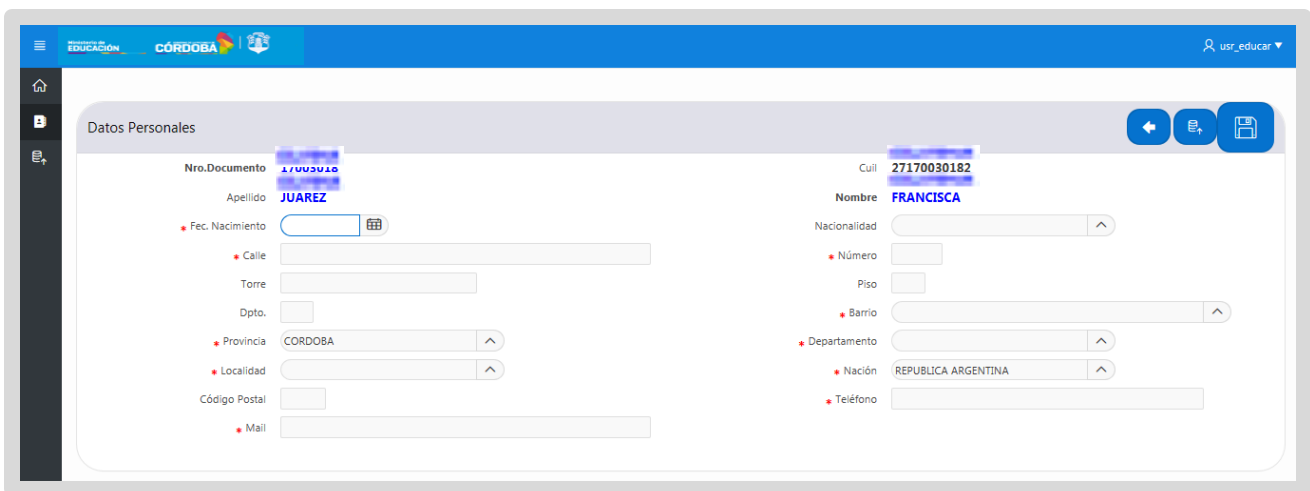 Ministerio de
EDUCACIÓN CÓRDOBA usr_educar
Datos Personales
Nro.Documento 17003018 Cuil 27170030182
Apellido JUAREZ Nombre FRANCISCA
* Fec. Nacimiento Nacionalidad
* Calle * Número
Torre Piso
Dpto. * Barrio
* Provincia CORDOBA * Departamento
* Localidad * Nación REPUBLICA ARGENTINA
Código Postal * Teléfono
* Mail